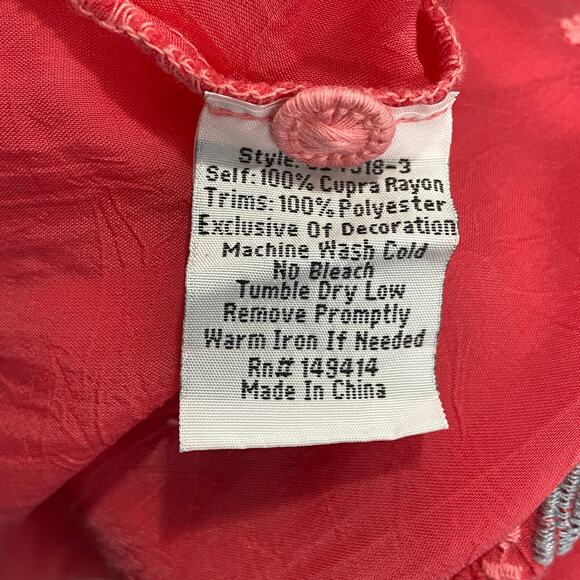 Style:
Self:100% Cupra Rayon
Trims:100% Polyester
Exclusive Of Decoration
Machine Wash Cold
No Bleach
Tumble Dry Low
Remove Promptly
Warm Iron If Needed
Rn# 149414
Made In China